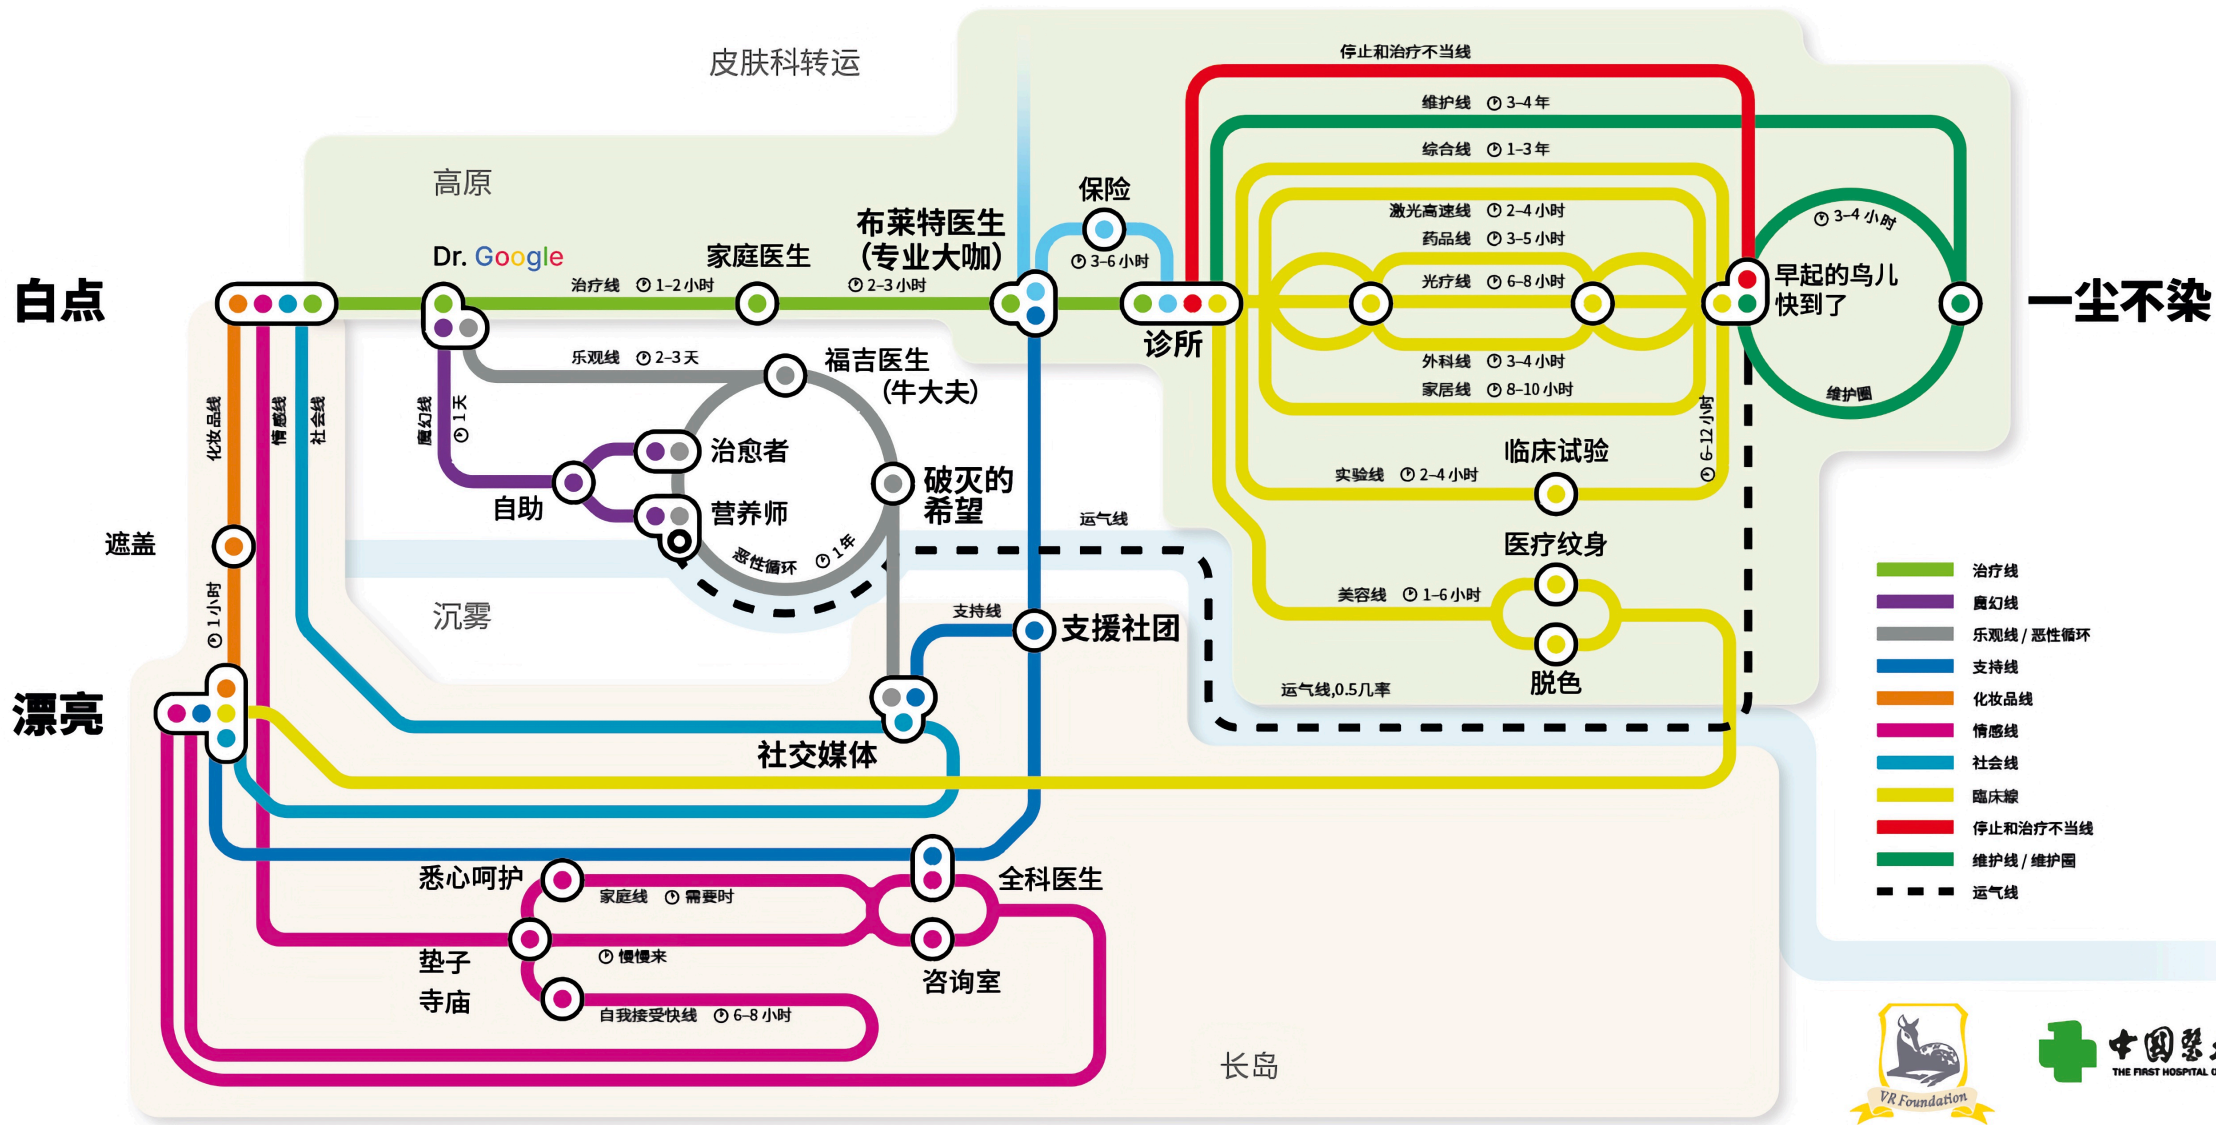 皮肤科转运
停止和治疗不当线
维护线 3–4 年
综合线 1–3 年
高原
保险
3–6 小时
激光高速线 2–4 小时
药品线 3–5 小时
光疗线 6–8 小时
外科线 3–4 小时
家居线 8–10 小时
3–4 小时
维护圈
布莱特医生
(专业大咖)
Dr. Google
家庭医生
治疗线 1–2 小时
2–3 小时
白点
诊所
早起的鸟儿
快到了
一尘不染
乐观线 2–3 天
福吉医生
(牛大夫)
化妆品线
情感线
社会线
魔幻线
1 天
治愈者
自助
营养师
破灭的
希望
恶性循环 1 年
6–12 小时
临床试验
实验线 2–4 小时
运气线
遮盖
1 小时
沉雾
医疗纹身
美容线 1–6 小时
脱色
支持线
支援社团
运气线,0.5几率
漂亮
社交媒体
悉心呵护
家庭线 需要时
全科医生
垫子
寺庙
慢慢来
咨询室
自我接受快线 6–8 小时
长岛
治疗线
魔幻线
乐观线 / 恶性循环
支持线
化妆品线
情感线
社会线
臨床線
停止和治疗不当线
维护线 / 维护圈
运气线
VR Foundation
中国医
THE FIRST HOSPITAL O